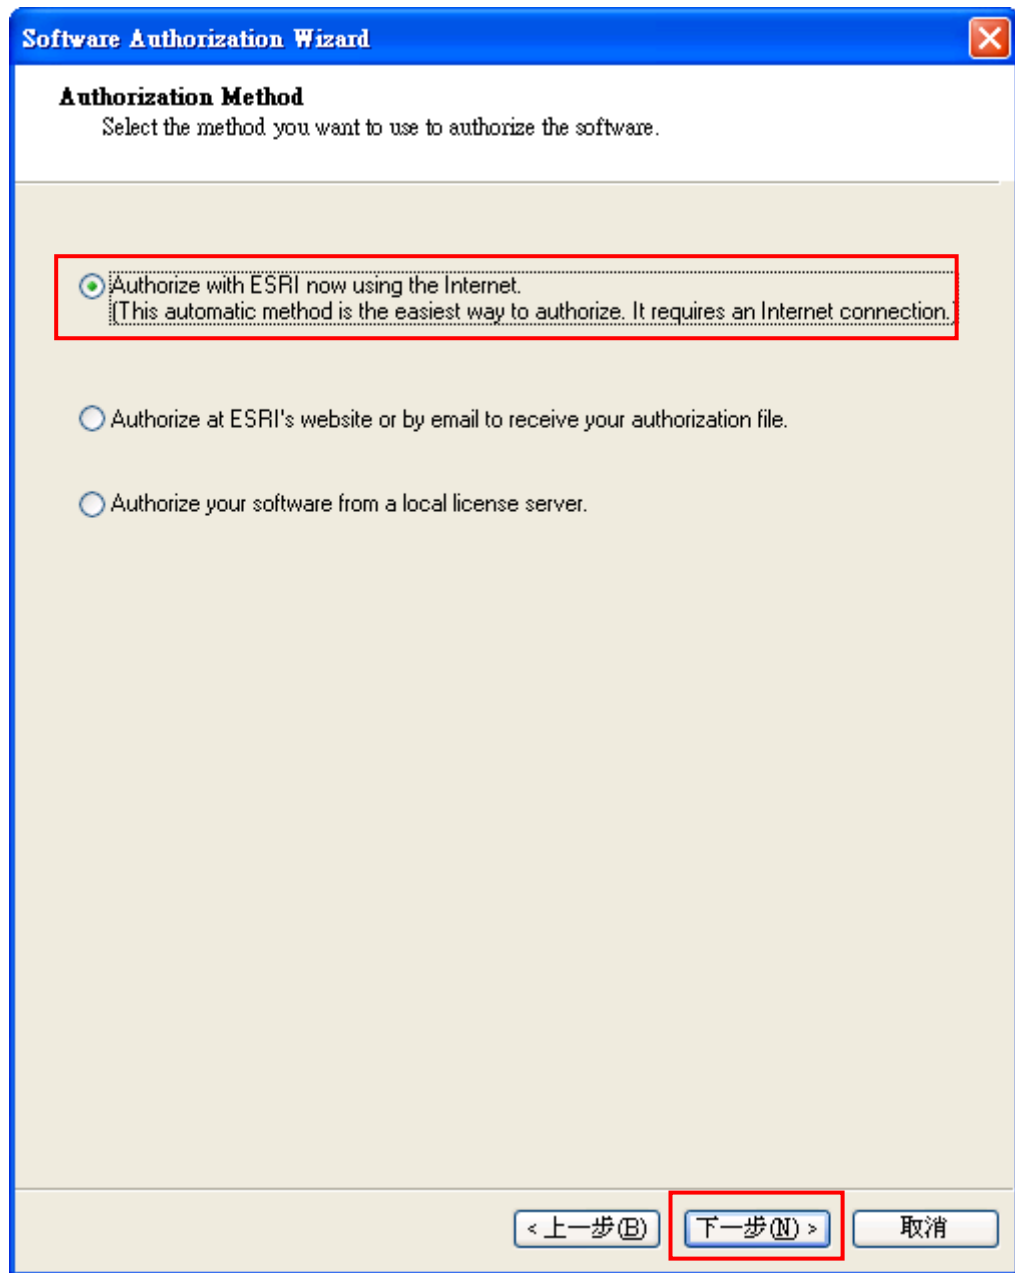 Software Authorization Wizard
Authorization Method
Select the method you want to use to authorize the software.
Authorize with ESRI now using the Internet.
(This automatic method is the easiest way to authorize. It requires an Internet connection.)
Authorize at ESRI's website or by email to receive your authorization file.
Authorize your software from a local license server.
< 上一步(B) 下一步(N) > 取消